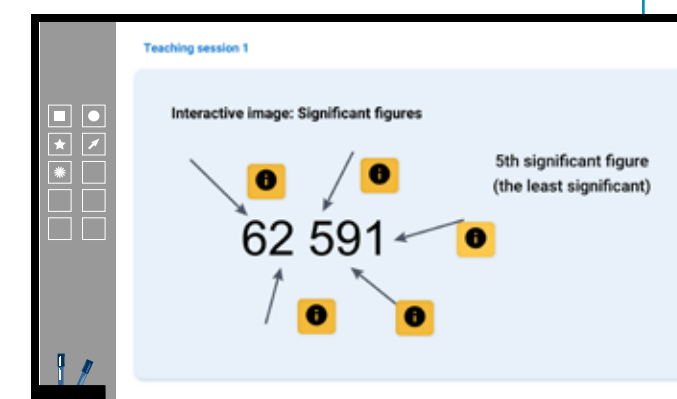 Teaching session 1
Interactive image: Significant figures
5th significant figure
(the least significant)
62 591